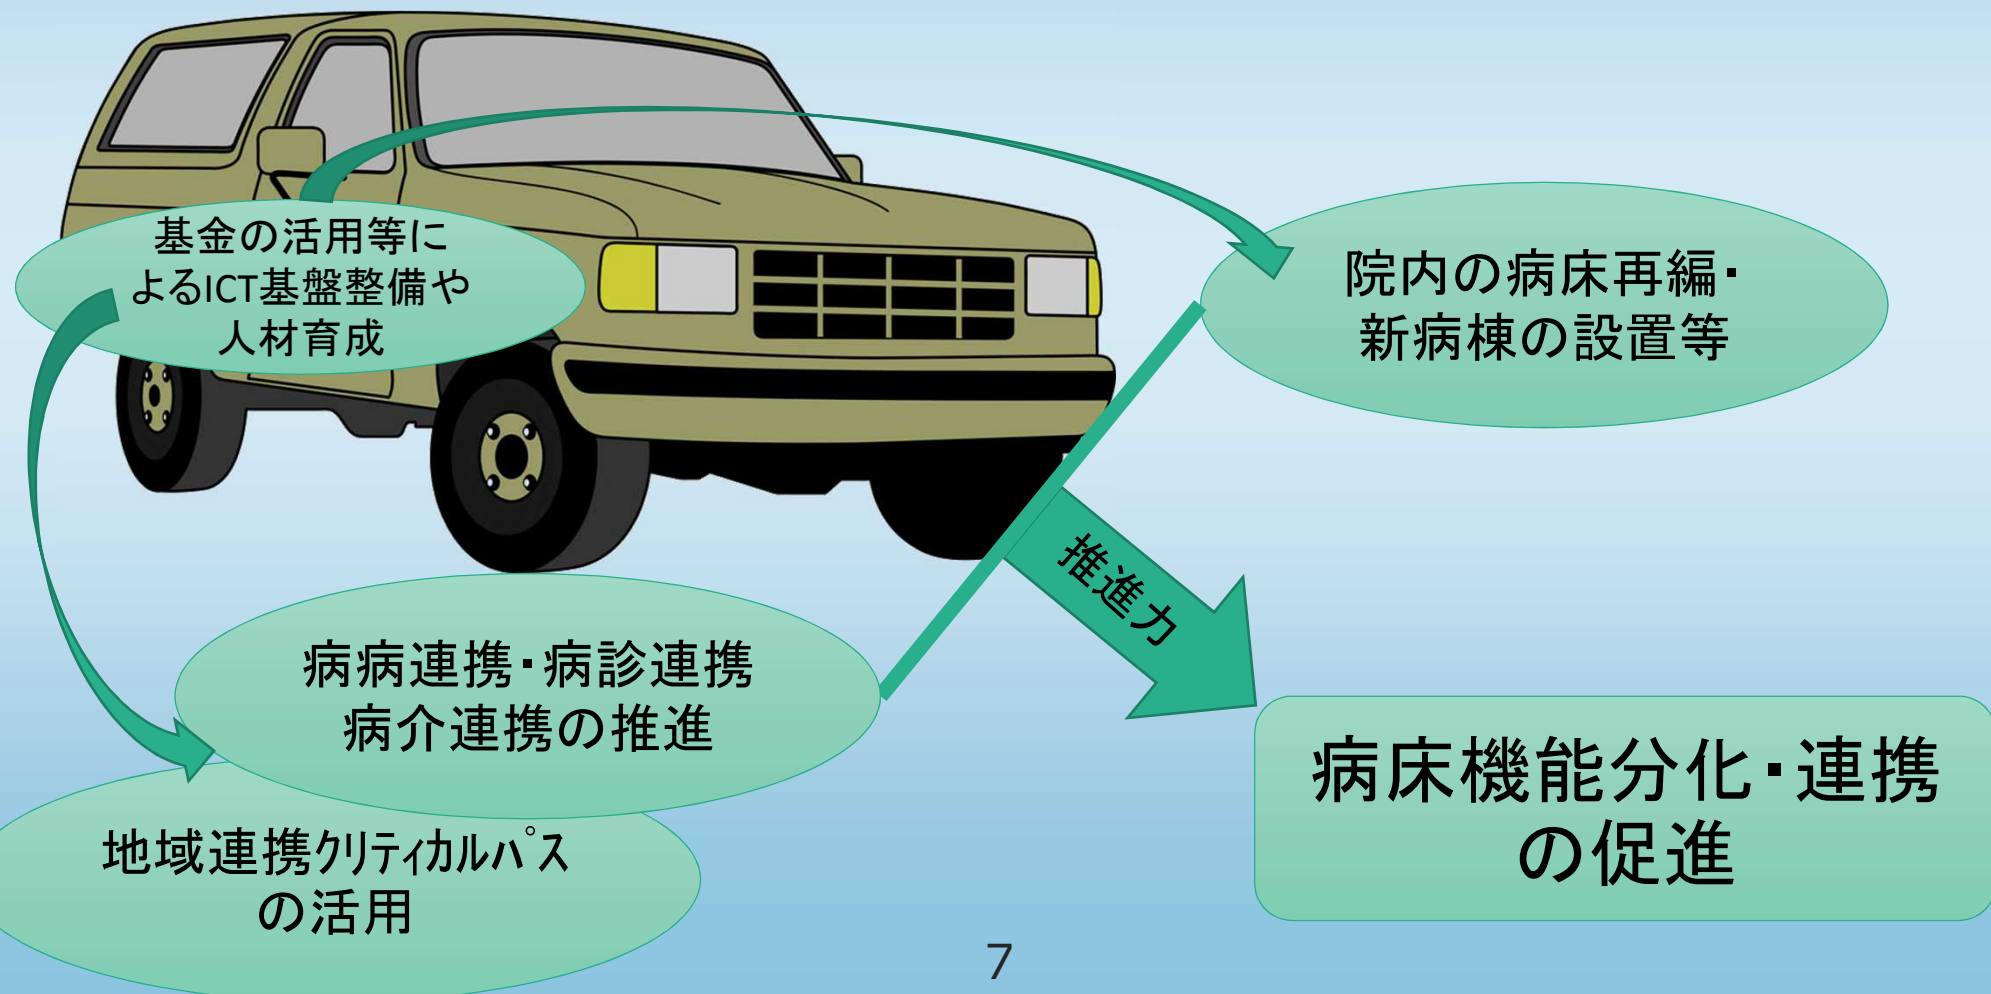 基金の活用等に
よるICT基盤整備や
人材育成
院内の病床再編・
新病棟の設置等
推進力
病病連携・病診連携
病介連携の推進
病床機能分化・連携
の促進
地域連携ｸﾘﾃｨｶﾙﾊﾟｽ
の活用
7